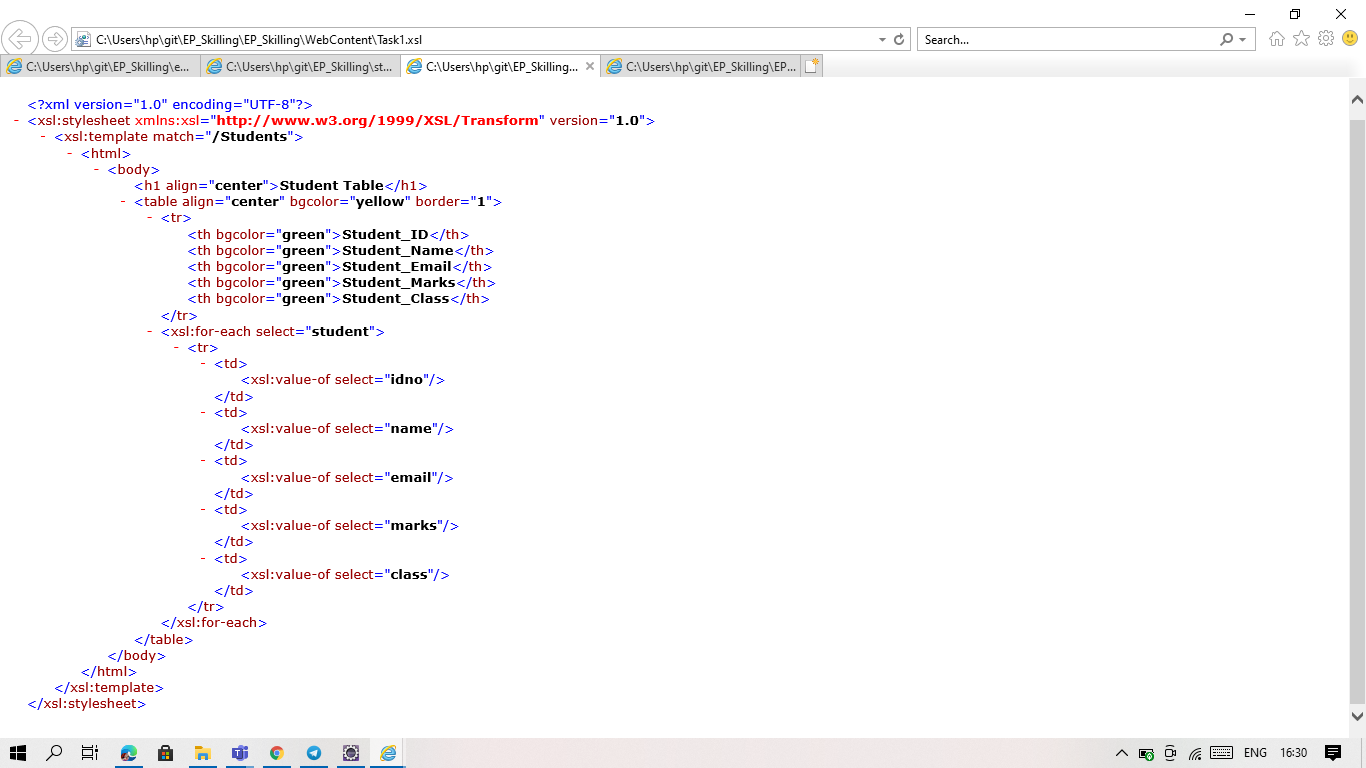 C:\Users\hp\git\EP_Skilling\EP_Skilling\WebContent\Task1.xsl
Search...
C:\Users\hp\git\EP_Skilling\e...
C:\Users\hp\git\EP_Skilling\st...
C:\Users\hp\git\EP_Skilling...
C:\Users\hp\git\EP_Skilling\EP...
<?xml version="1.0" encoding="UTF-8"?>
- <xsl:stylesheet xmlns:xsl="http://www.w3.org/1999/XSL/Transform" version="1.0">
- <xsl:template match="/Students">
- <html>
- <body>
<h1 align="center">Student Table</h1>
- <table align="center" bgcolor="yellow" border="1">
- <tr>
<th bgcolor="green">Student_ID</th>
<th bgcolor="green">Student_Name</th>
<th bgcolor="green">Student_Email</th>
<th bgcolor="green">Student_Marks</th>
<th bgcolor="green">Student_Class</th>
</tr>
- <xsl:for-each select="student">
- <tr>
- <td>
<xsl:value-of select="idno"/>
</td>
- <td>
<xsl:value-of select="name"/>
</td>
- <td>
<xsl:value-of select="email"/>
</td>
- <td>
<xsl:value-of select="marks"/>
</td>
- <td>
<xsl:value-of select="class"/>
</td>
</tr>
</xsl:for-each>
</table>
</body>
</html>
</xsl:template>
</xsl:stylesheet>
ENG
16:30